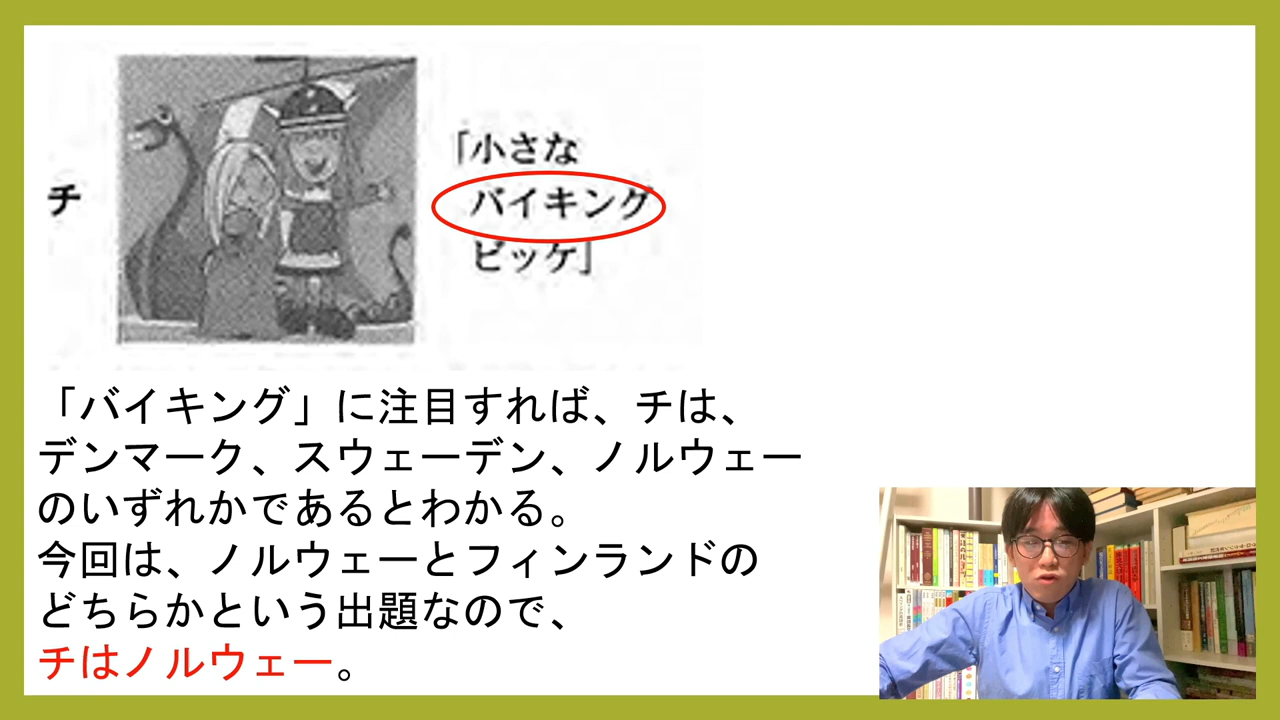 チ
「小さな
バイキング
ビッケ」
「バイキング」に注目すれば、チは、
デンマーク、スウェーデン、ノルウェー
のいずれかであるとわかる。
今回は、ノルウェーとフィンランドの
どちらかという出題なので、
チはノルウェー。